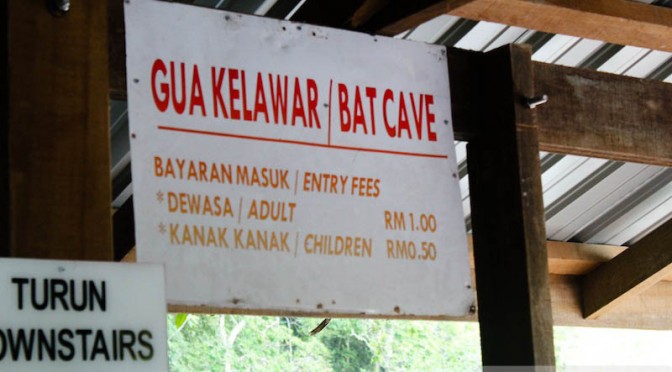 GUA KELAWAR / BAT CAVE
BAYARAN MASUK / ENTRY FEES
* DEWASA / ADULT RM 1.00
* KANAK KANAK / CHILDREN RM0.50
TURUN
OWNSTAIRS